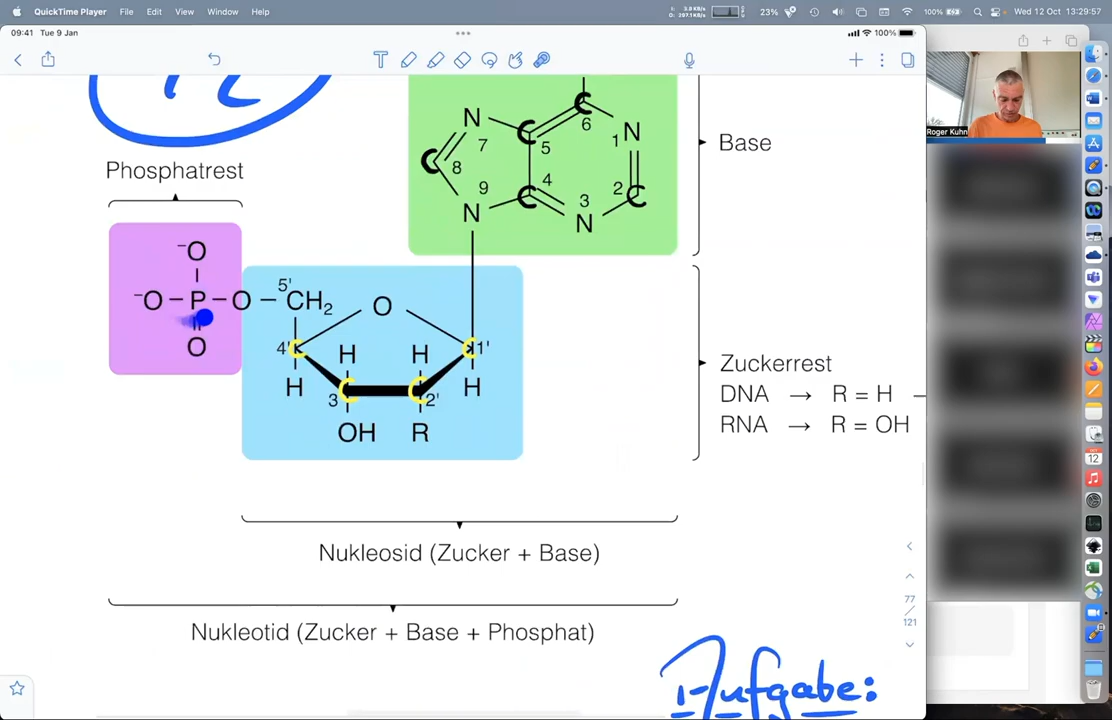 QuickTime Player File Edit View Window Help
23% 100% Wed 12 Oct 13:29:57
09:41 Tue 9 Jan
100%
Roger Kuhn
Phosphatrest
Base
C
6
N
7
N
1
C
5
C
8
4
C
2
C
3
N
9
N
⁻O
⁻O – P – O – CH₂
5'
O
O
4'
1'
H
H
H
H
3
2'
OH
R
Zuckerrest
DNA → R = H –
RNA → R = OH
Nukleosid (Zucker + Base)
Nukleotid (Zucker + Base + Phosphat)
77
/
121
Aufgabe:
OCT
12